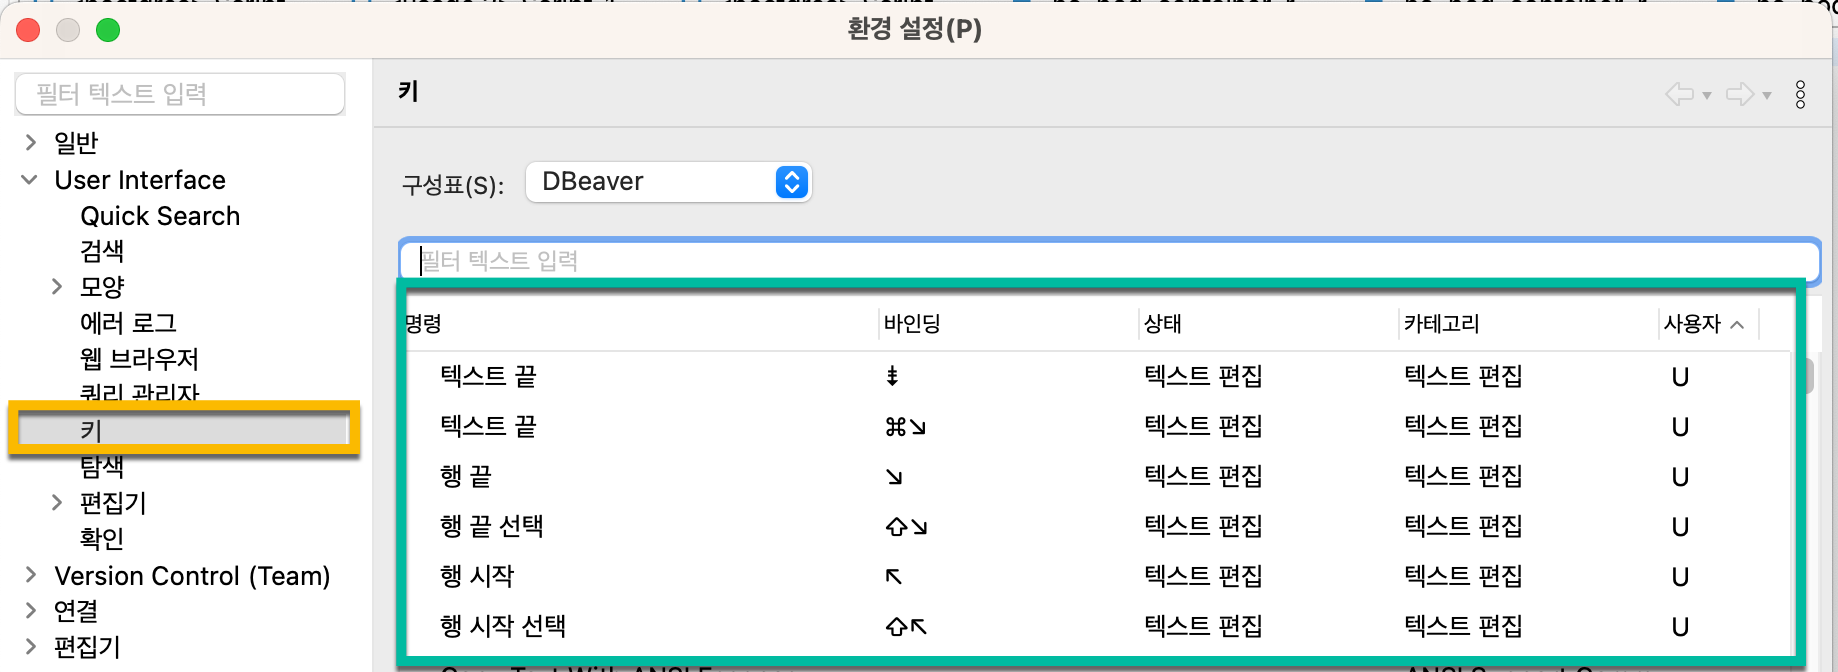 환경 설정(P)
필터 텍스트 입력
일반
User Interface
Quick Search
검색
모양
에러 로그
웹 브라우저
쿼리 관리자
키
탐색
편집기
확인
Version Control (Team)
연결
편집기
키
구성표(S): DBeaver
필터 텍스트 입력
명령 바인딩 상태 카테고리 사용자
텍스트 끝 ⇟ 텍스트 편집 텍스트 편집 U
텍스트 끝 ⌘↘ 텍스트 편집 텍스트 편집 U
행 끝 ↘ 텍스트 편집 텍스트 편집 U
행 끝 선택 ⇧↘ 텍스트 편집 텍스트 편집 U
행 시작 ↖ 텍스트 편집 텍스트 편집 U
행 시작 선택 ⇧↖ 텍스트 편집 텍스트 편집 U